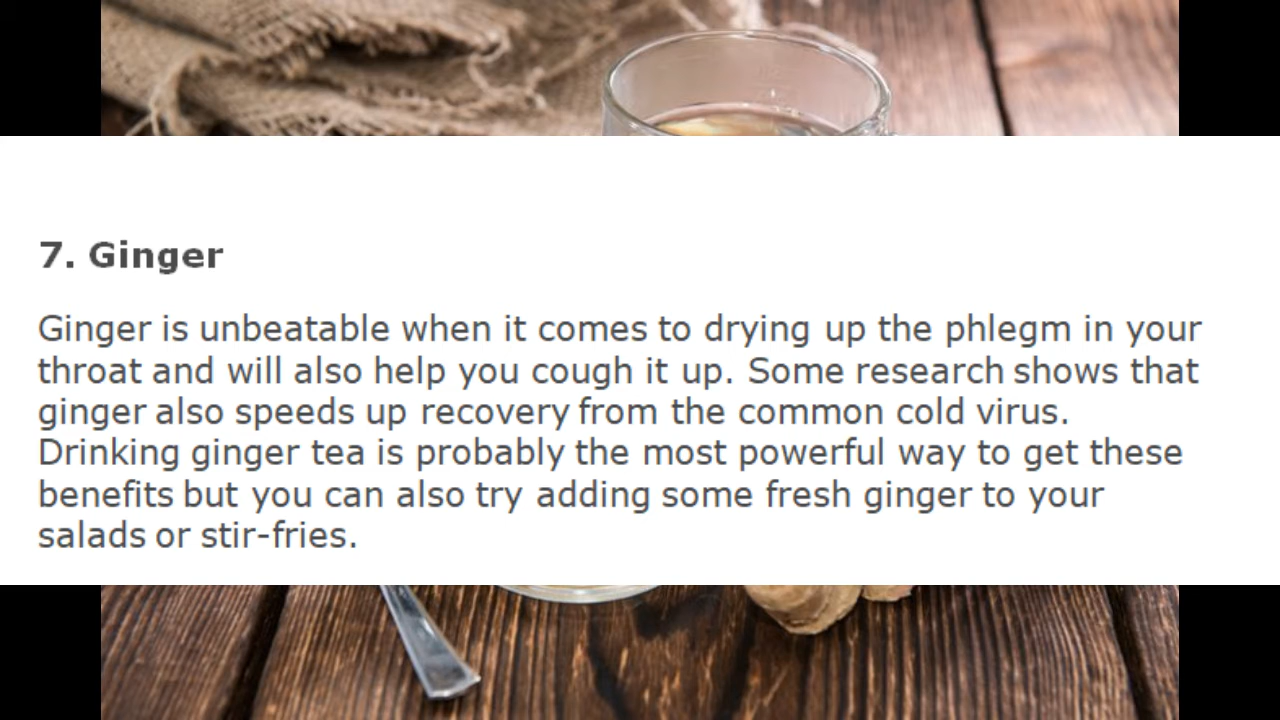 7. Ginger
Ginger is unbeatable when it comes to drying up the phlegm in your
throat and will also help you cough it up. Some research shows that
ginger also speeds up recovery from the common cold virus.
Drinking ginger tea is probably the most powerful way to get these
benefits but you can also try adding some fresh ginger to your
salads or stir-fries.